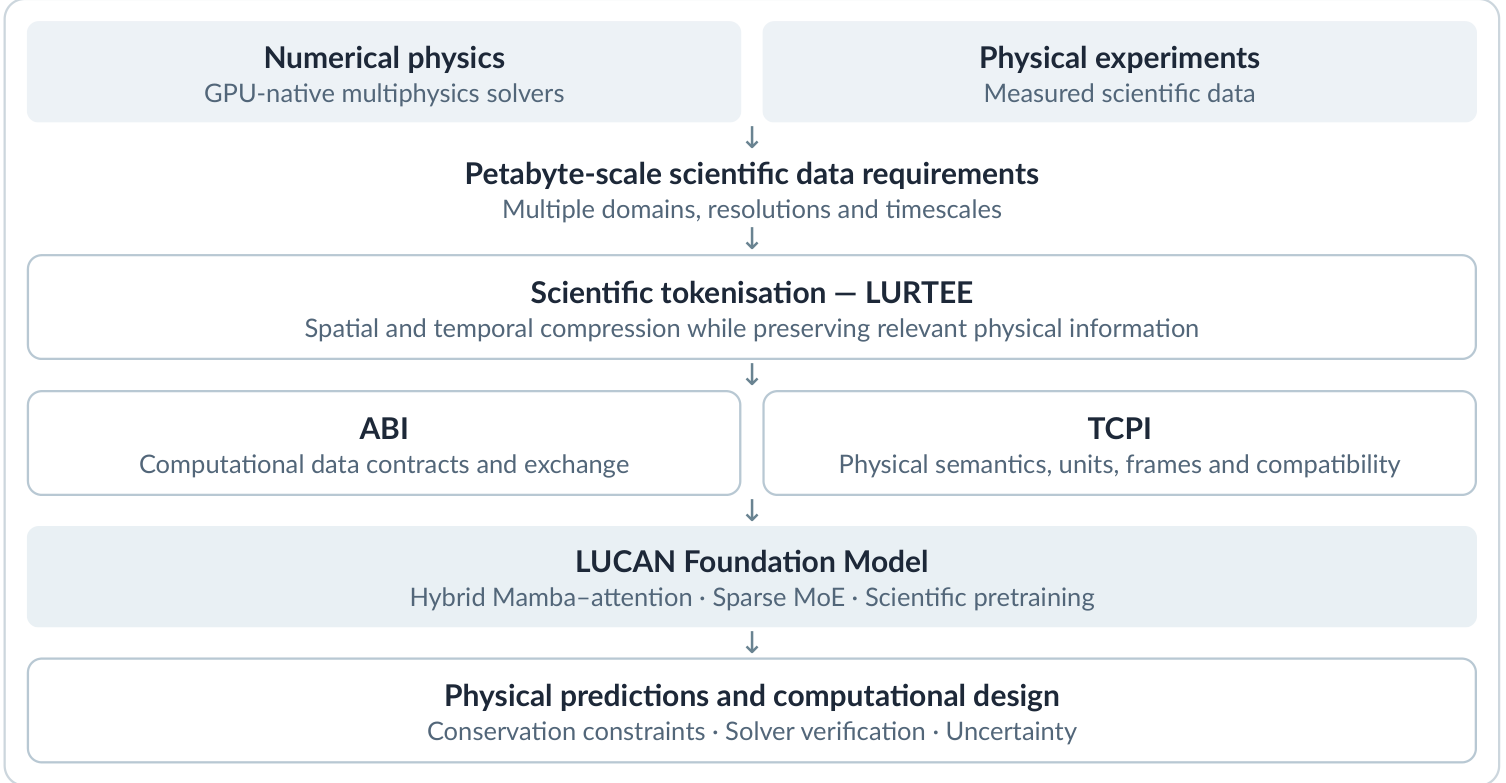 Numerical physics
GPU-native multiphysics solvers
Physical experiments
Measured scientific data
↓
Petabyte-scale scientific data requirements
Multiple domains, resolutions and timescales
↓
Scientific tokenisation — LURTEE
Spatial and temporal compression while preserving relevant physical information
↓
ABI
Computational data contracts and exchange
TCPI
Physical semantics, units, frames and compatibility
↓
LUCAN Foundation Model
Hybrid Mamba–attention · Sparse MoE · Scientific pretraining
↓
Physical predictions and computational design
Conservation constraints · Solver verification · Uncertainty